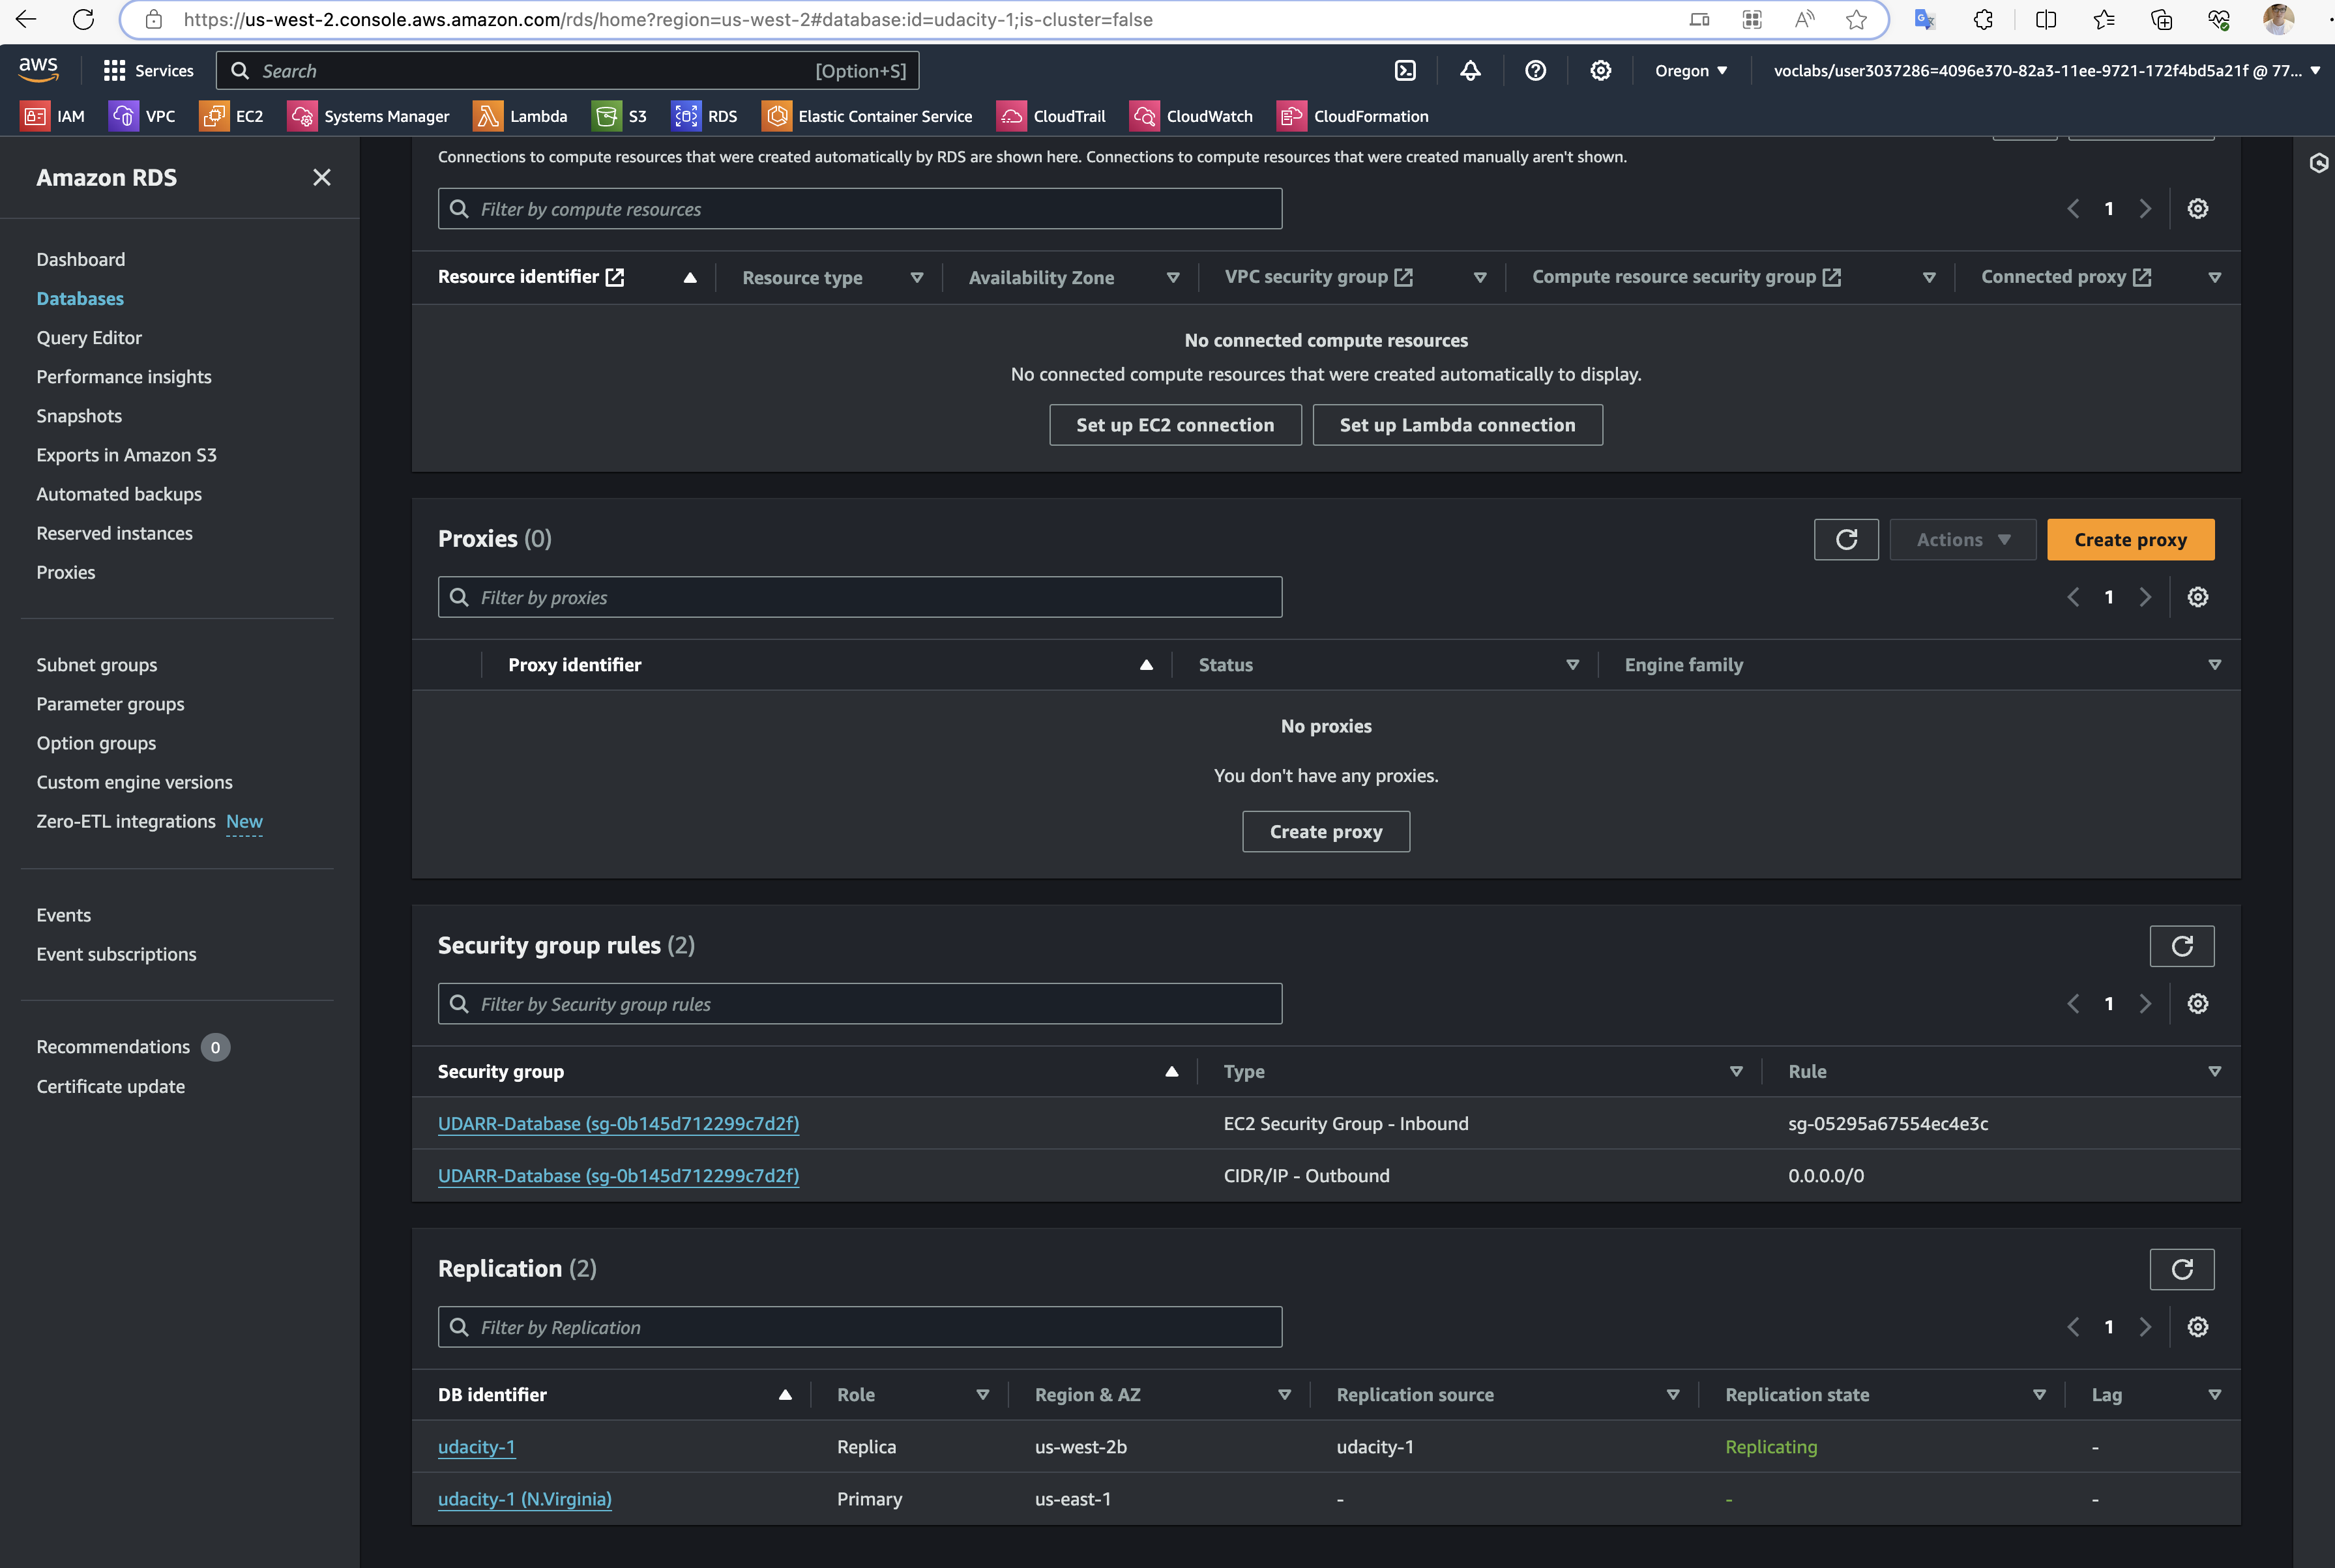 https://us-west-2.console.aws.amazon.com/rds/home?region=us-west-2#database:id=udacity-1;is-cluster=false
aws Services Search [Option+S] Oregon voclabs/user3037286=4096e370-82a3-11ee-9721-172f4bd5a21f @ 77...
IAM VPC EC2 Systems Manager Lambda S3 RDS Elastic Container Service CloudTrail CloudWatch CloudFormation
Amazon RDS
Dashboard
Databases
Query Editor
Performance insights
Snapshots
Exports in Amazon S3
Automated backups
Reserved instances
Proxies
Subnet groups
Parameter groups
Option groups
Custom engine versions
Zero-ETL integrations New
Events
Event subscriptions
Recommendations 0
Certificate update
Connections to compute resources that were created automatically by RDS are shown here. Connections to compute resources that were created manually aren't shown.
Filter by compute resources 1
Resource identifier Resource type Availability Zone VPC security group Compute resource security group Connected proxy
No connected compute resources
No connected compute resources that were created automatically to display.
Set up EC2 connection Set up Lambda connection
Proxies (0) Actions Create proxy
Filter by proxies 1
Proxy identifier Status Engine family
No proxies
You don't have any proxies.
Create proxy
Security group rules (2)
Filter by Security group rules 1
Security group Type Rule
UDARR-Database (sg-0b145d712299c7d2f) EC2 Security Group - Inbound sg-05295a67554ec4e3c
UDARR-Database (sg-0b145d712299c7d2f) CIDR/IP - Outbound 0.0.0.0/0
Replication (2)
Filter by Replication 1
DB identifier Role Region & AZ Replication source Replication state Lag
udacity-1 Replica us-west-2b udacity-1 Replicating -
udacity-1 (N.Virginia) Primary us-east-1 - - -